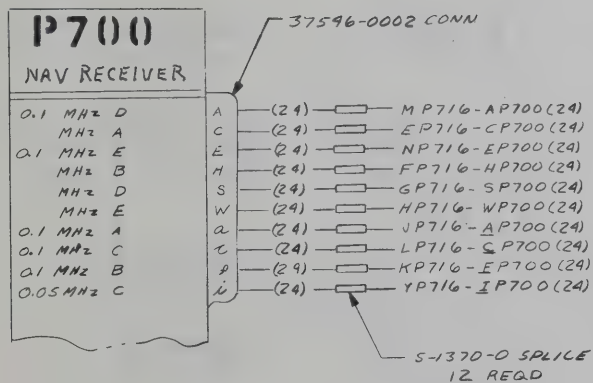 37546-0002 CONN
P700
NAV RECEIVER
0.1 MHz D A (24) MP716-AP700(24)
MHz A C (24) EP716-CP700(24)
0.1 MHz E E (24) NP716-EP700(24)
MHz B H (24) FP716-HP700(24)
MHz D S (24) GP716-SP700(24)
MHz E W (24) HP716-WP700(24)
0.1 MHz A a (24) JP716-AP700(24)
0.1 MHz C c (24) LP716-CP700(24)
0.1 MHz B e (24) KP716-EP700(24)
0.05 MHz C i (24) YP716-IP700(24)
S-1370-0 SPLICE
12 REQD